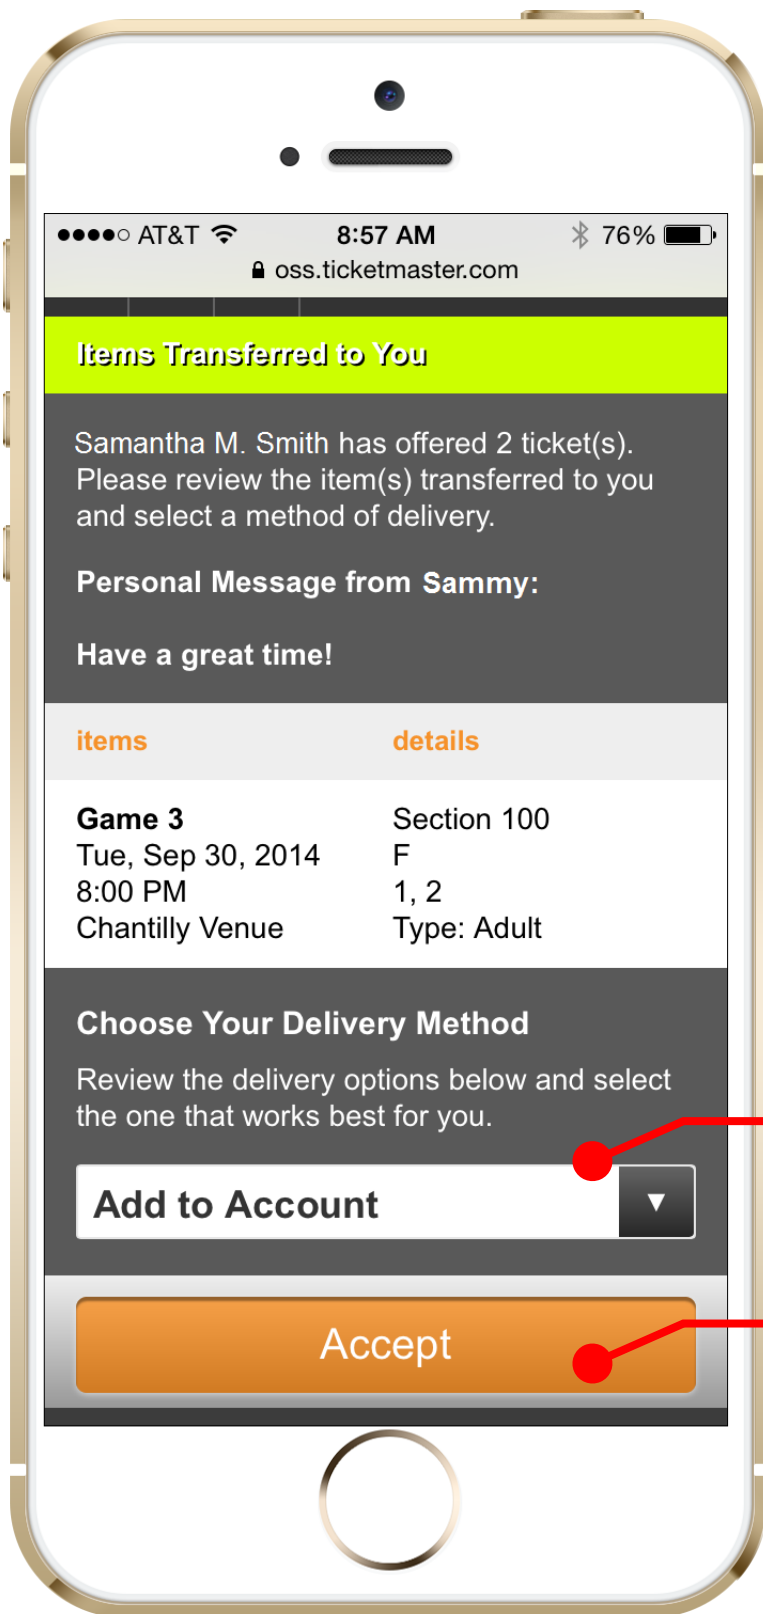 AT&T 8:57 AM 76%
oss.ticketmaster.com
Items Transferred to You
Samantha M. Smith has offered 2 ticket(s).
Please review the item(s) transferred to you
and select a method of delivery.
Personal Message from Sammy:
Have a great time!
items details
Game 3 Section 100
Tue, Sep 30, 2014 F
8:00 PM 1, 2
Chantilly Venue Type: Adult
Choose Your Delivery Method
Review the delivery options below and select
the one that works best for you.
Add to Account
Accept